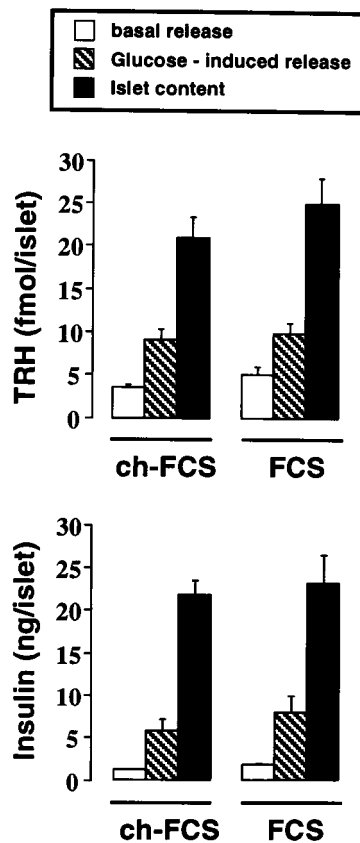 basal release
Glucose - induced release
Islet content
TRH (fmol/islet)
30
25
20
15
10
5
0
ch-FCS FCS
Insulin (ng/islet)
30
25
20
15
10
5
0
ch-FCS FCS